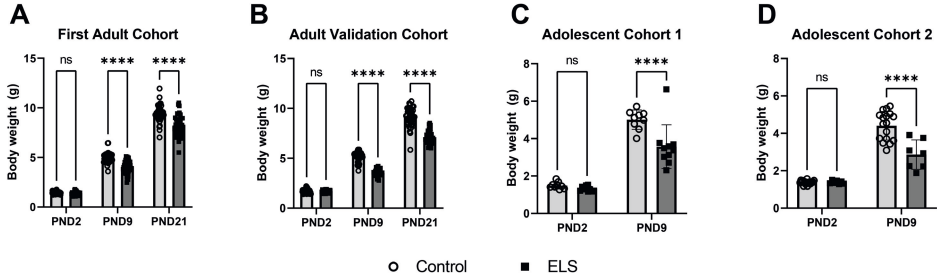 A
First Adult Cohort
Body weight (g)
15
10
5
0
ns
****
****
PND2
PND9
PND21
B
Adult Validation Cohort
Body weight (g)
15
10
5
0
ns
****
****
PND2
PND9
PND21
C
Adolescent Cohort 1
Body weight (g)
8
6
4
2
0
ns
****
PND2
PND9
D
Adolescent Cohort 2
Body weight (g)
8
6
4
2
0
ns
****
PND2
PND9
Control
ELS